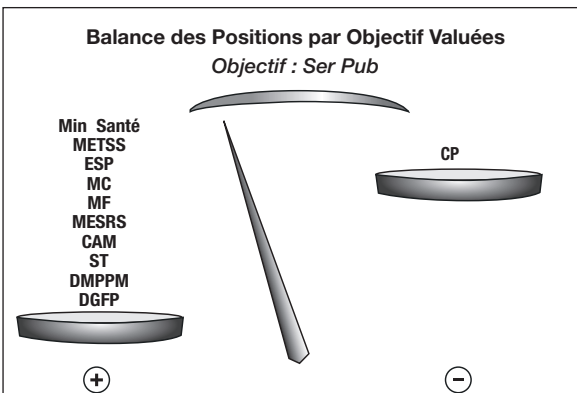 Balance des Positions par Objectif Valuées
Objectif : Ser Pub
Min Santé
METSS
ESP
MC
MF
MESRS
CAM
ST
DMPPM
DGFP
CP
+
−